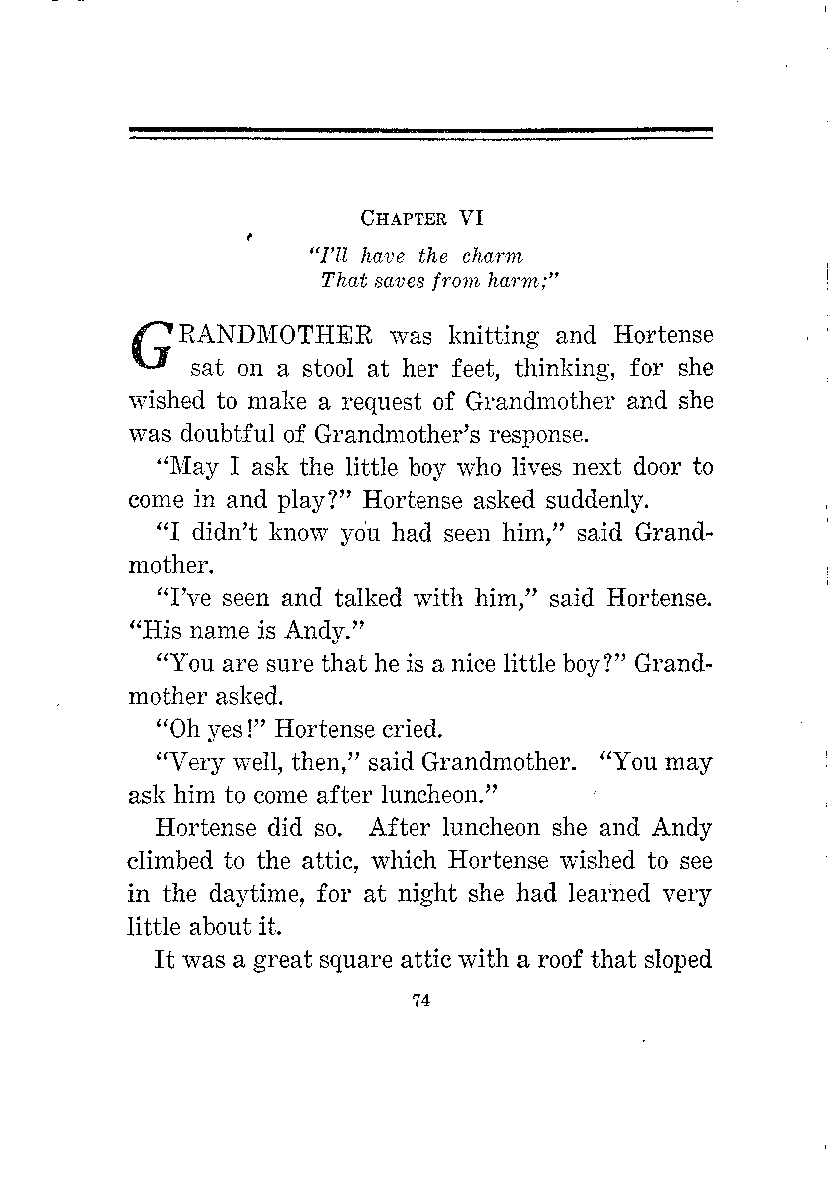 CHAPTER VI
"I'll have the charm
That saves from harm;"
GRANDMOTHER was knitting and Hortense
sat on a stool at her feet, thinking, for she
wished to make a request of Grandmother and she
was doubtful of Grandmother's response.
"May I ask the little boy who lives next door to
come in and play?" Hortense asked suddenly.
"I didn't know you had seen him," said Grand-
mother.
"I've seen and talked with him," said Hortense.
"His name is Andy."
"You are sure that he is a nice little boy?" Grand-
mother asked.
"Oh yes!" Hortense cried.
"Very well, then," said Grandmother. "You may
ask him to come after luncheon."
Hortense did so. After luncheon she and Andy
climbed to the attic, which Hortense wished to see
in the daytime, for at night she had learned very
little about it.
It was a great square attic with a roof that sloped
74